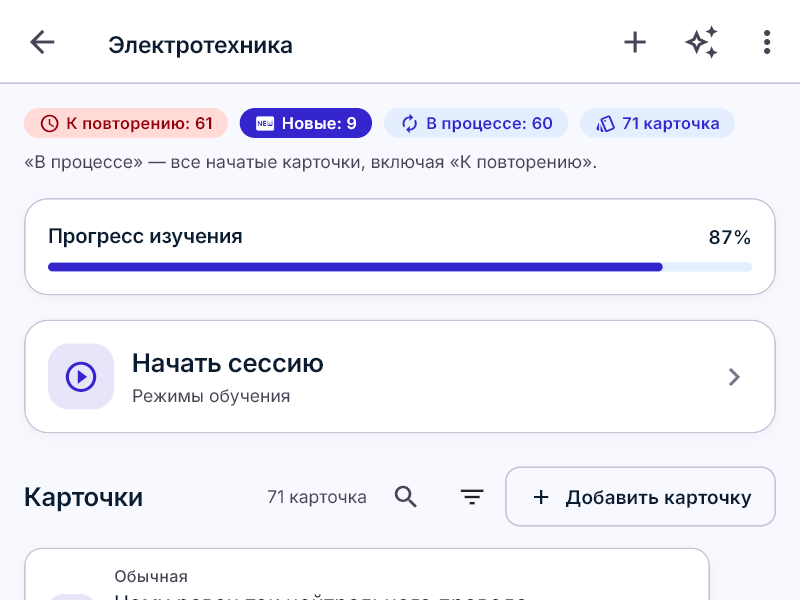 Электротехника
К повторению: 61
NEW Новые: 9
В процессе: 60
71 карточка
«В процессе» — все начатые карточки, включая «К повторению».
Прогресс изучения
87%
Начать сессию
Режимы обучения
Карточки
71 карточка
+ Добавить карточку
Обычная